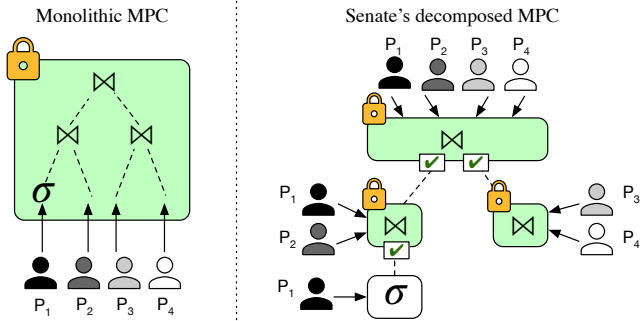 Monolithic MPC
σ
P1 P2 P3 P4
Senate's decomposed MPC
P1 P2 P3 P4
P1
P2
P3
P4
P1
σ